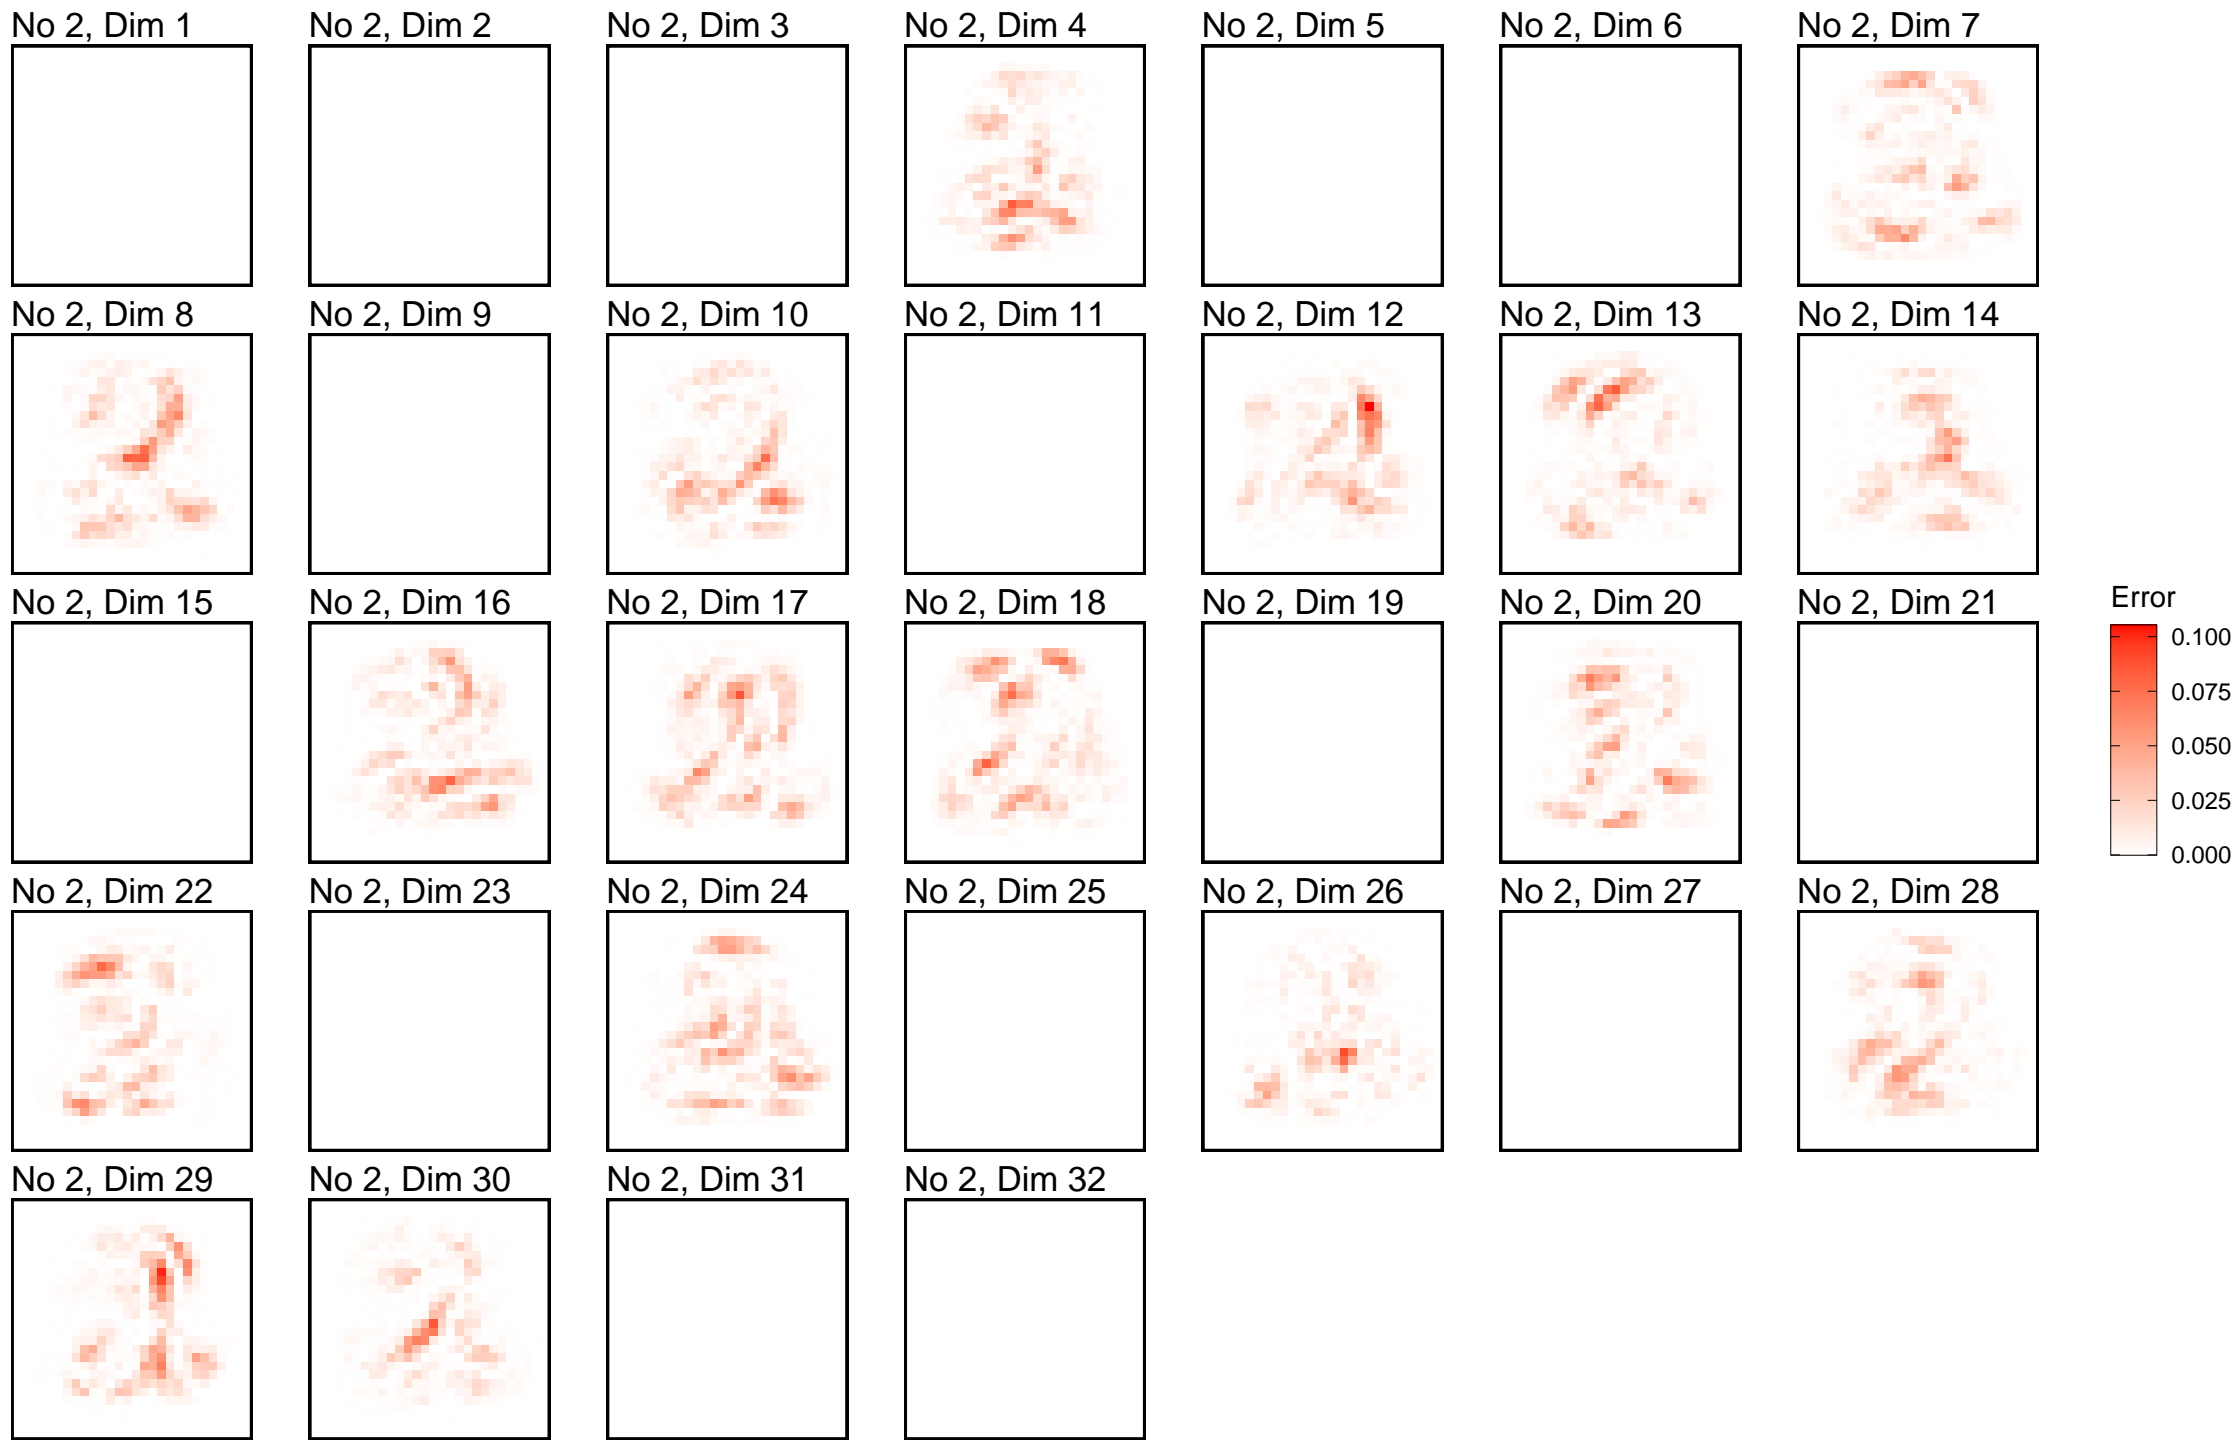 No 2, Dim 1
No 2, Dim 2
No 2, Dim 3
No 2, Dim 4
No 2, Dim 5
No 2, Dim 6
No 2, Dim 7
No 2, Dim 8
No 2, Dim 9
No 2, Dim 10
No 2, Dim 11
No 2, Dim 12
No 2, Dim 13
No 2, Dim 14
No 2, Dim 15
No 2, Dim 16
No 2, Dim 17
No 2, Dim 18
No 2, Dim 19
No 2, Dim 20
No 2, Dim 21
No 2, Dim 22
No 2, Dim 23
No 2, Dim 24
No 2, Dim 25
No 2, Dim 26
No 2, Dim 27
No 2, Dim 28
No 2, Dim 29
No 2, Dim 30
No 2, Dim 31
No 2, Dim 32
Error
0.100
0.075
0.050
0.025
0.000